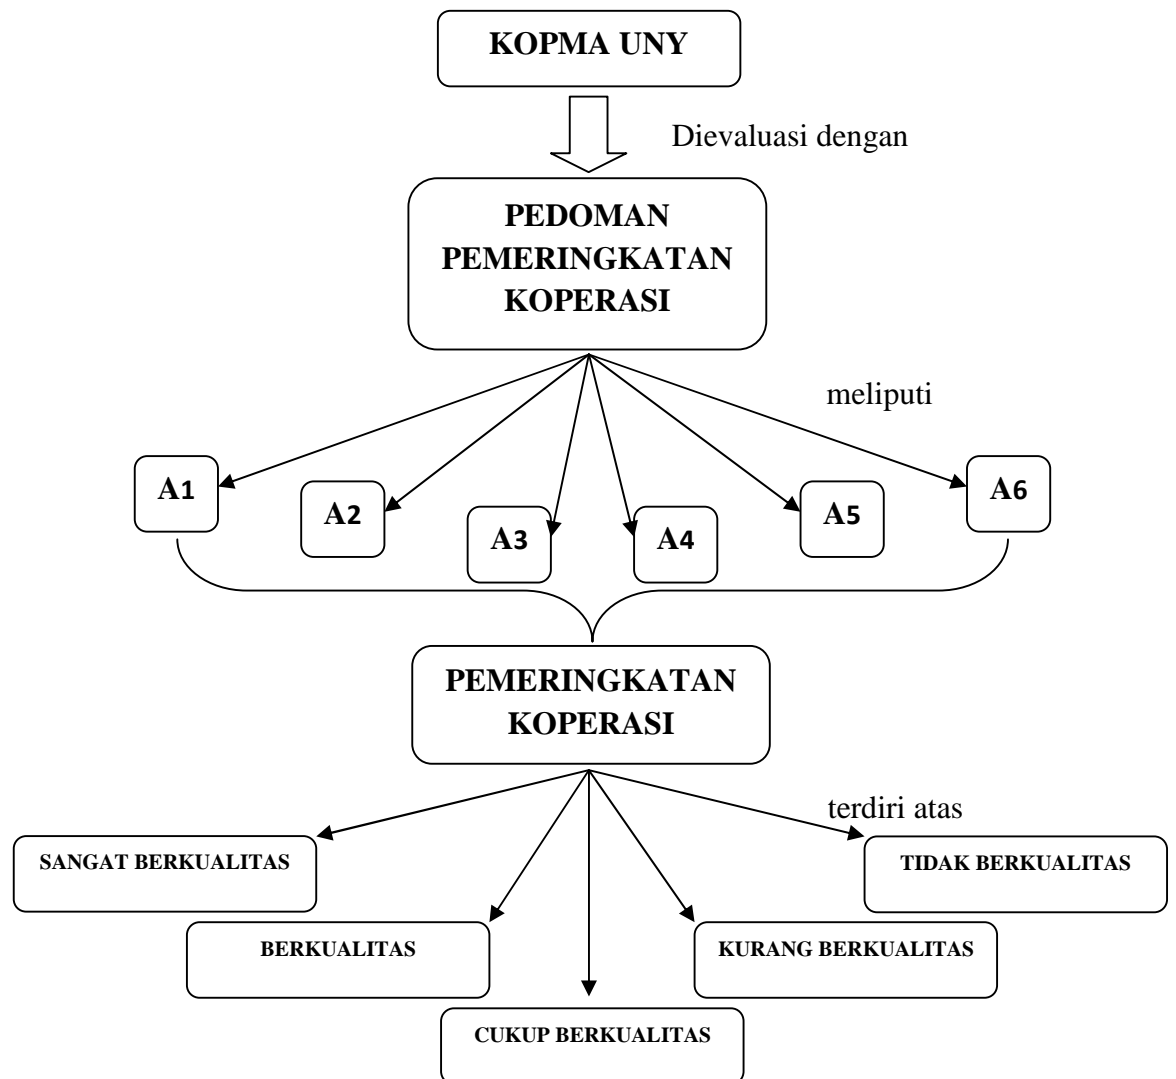 KOPMA UNY
Dievaluasi dengan
PEDOMAN
PEMERINGKATAN
KOPERASI
meliputi
A1
A2
A3
A4
A5
A6
PEMERINGKATAN
KOPERASI
terdiri atas
SANGAT BERKUALITAS
TIDAK BERKUALITAS
BERKUALITAS
KURANG BERKUALITAS
CUKUP BERKUALITAS